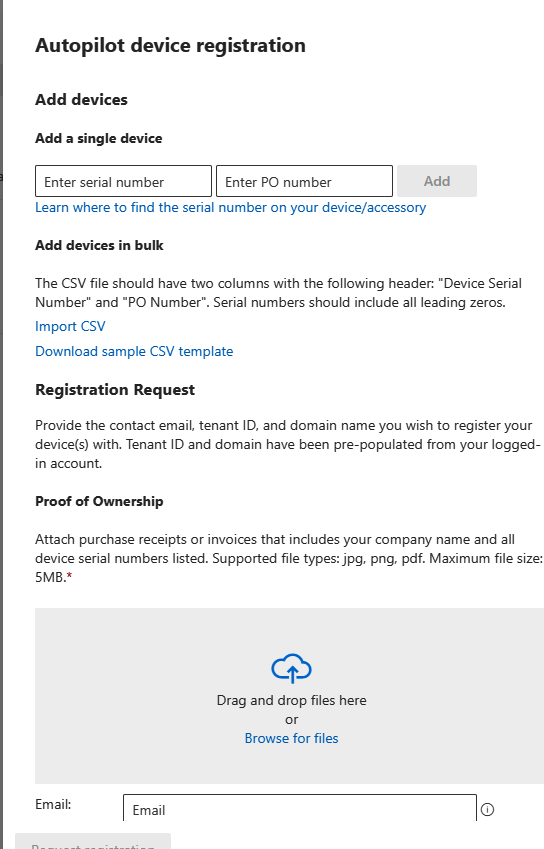 Autopilot device registration
Add devices
Add a single device
Enter serial number
Enter PO number
Add
Learn where to find the serial number on your device/accessory
Add devices in bulk
The CSV file should have two columns with the following header: "Device Serial
Number" and "PO Number". Serial numbers should include all leading zeros.
Import CSV
Download sample CSV template
Registration Request
Provide the contact email, tenant ID, and domain name you wish to register your
device(s) with. Tenant ID and domain have been pre-populated from your logged-
in account.
Proof of Ownership
Attach purchase receipts or invoices that includes your company name and all
device serial numbers listed. Supported file types: jpg, png, pdf. Maximum file size:
5MB.*
Drag and drop files here
or
Browse for files
Email:
Email
Request registration